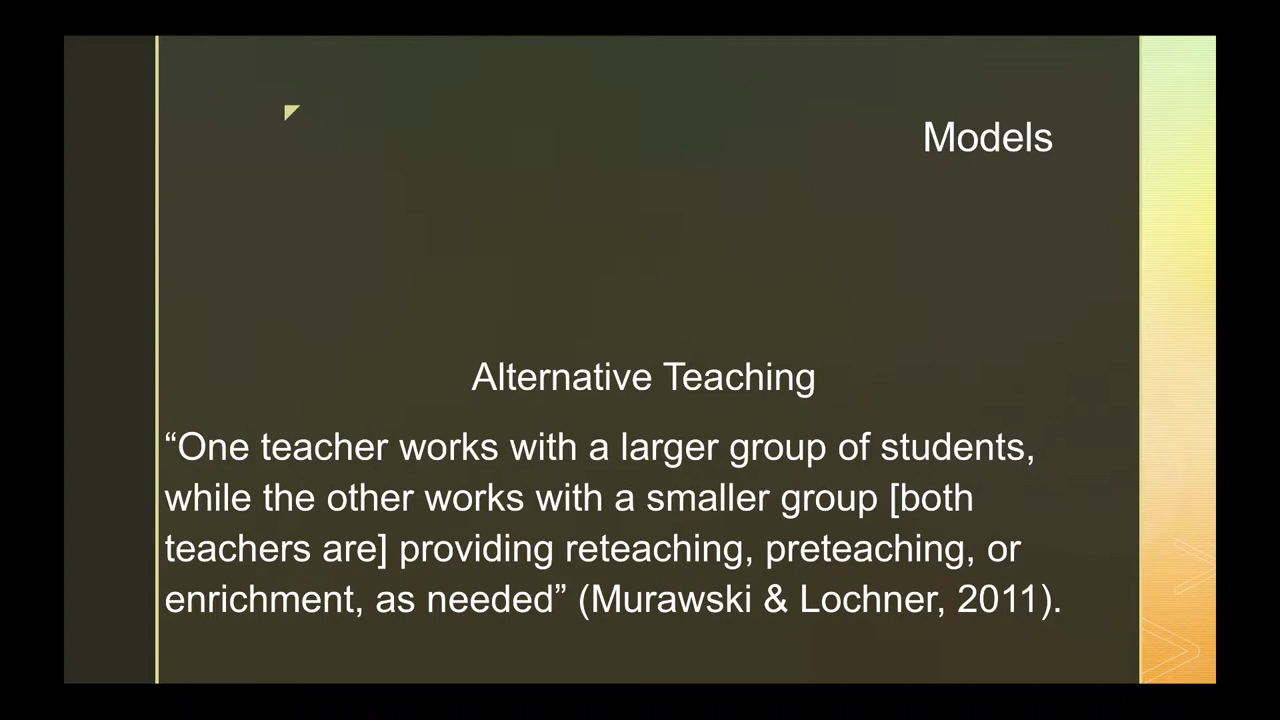 Models
Alternative Teaching
“One teacher works with a larger group of students,
while the other works with a smaller group [both
teachers are] providing reteaching, preteaching, or
enrichment, as needed” (Murawski & Lochner, 2011).